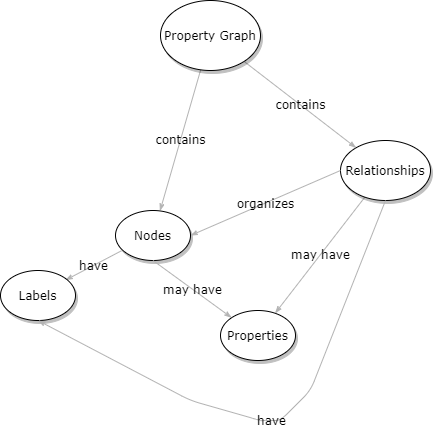 Property Graph
contains
contains
Relationships
organizes
Nodes
may have
have
may have
Labels
Properties
have